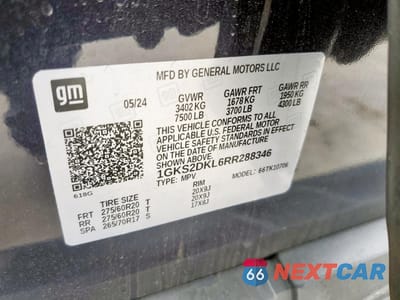 MFD BY GENERAL MOTORS LLC
gm
05/24
GVWR GAWR FRT GAWR RR
3402 KG 1678 KG 1950 KG
7500 LB 3700 LB 4300 LB
THIS VEHICLE CONFORMS TO ALL
APPLICABLE U.S. FEDERAL MOTOR
VEHICLE SAFETY STANDARDS IN EFFECT
ON THE DATE OF MANUFACTURE
SHOWN ABOVE.
1GKS2DKL6RR288346
TYPE: MPV MODEL: 66TK10706
618G
TIRE SIZE RIM
FRT 275/60R20 T 20X9J
RR 275/60R20 T 20X9J
SPA 265/70R17 S 17X8J
66 NEXTCAR